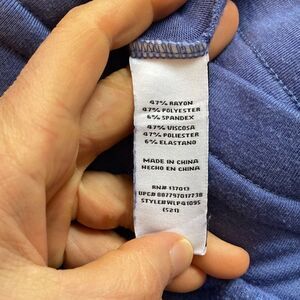 47% RAYON
47% POLYESTER
6% SPANDEX
47% VISCOSA
47% POLIESTER
6% ELASTANO
MADE IN CHINA
HECHO EN CHINA
RN# 137013
UPC# 887797017738
STYLE#WLP41095
(S21)